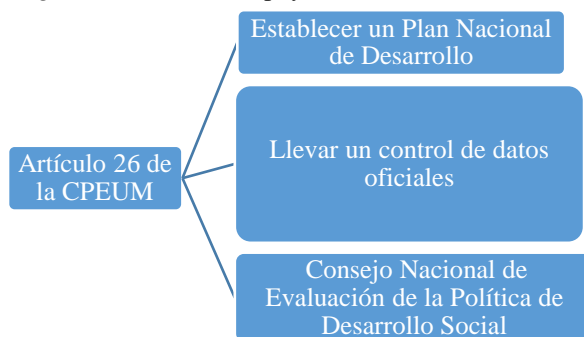 Establecer un Plan Nacional
de Desarrollo
Llevar un control de datos
oficiales
Artículo 26 de
la CPEUM
Consejo Nacional de
Evaluación de la Política de
Desarrollo Social